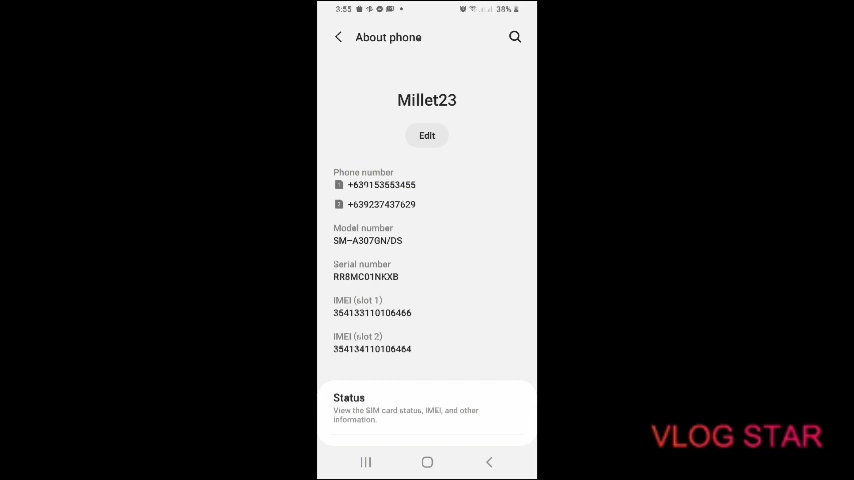 3:55 38%
About phone
Millet23
Edit
Phone number
1 +639153553455
2 +639237437629
Model number
SM-A307GN/DS
Serial number
RR8MC01NKXB
IMEI (slot 1)
354133110106466
IMEI (slot 2)
354134110106464
Status
View the SIM card status, IMEI, and other
information.
VLOG STAR